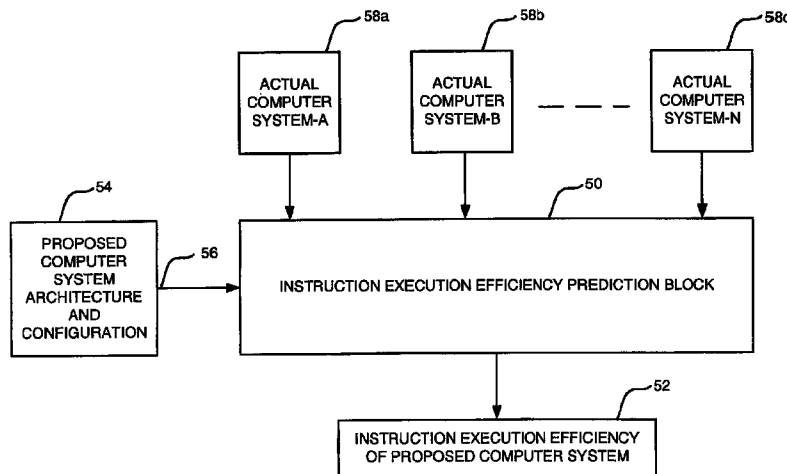 58a
58b
58c
ACTUAL
COMPUTER
SYSTEM-A
ACTUAL
COMPUTER
SYSTEM-B
ACTUAL
COMPUTER
SYSTEM-N
54
50
PROPOSED
COMPUTER
SYSTEM
ARCHITECTURE
AND
CONFIGURATION
56
INSTRUCTION EXECUTION EFFICIENCY PREDICTION BLOCK
52
INSTRUCTION EXECUTION EFFICIENCY
OF PROPOSED COMPUTER SYSTEM